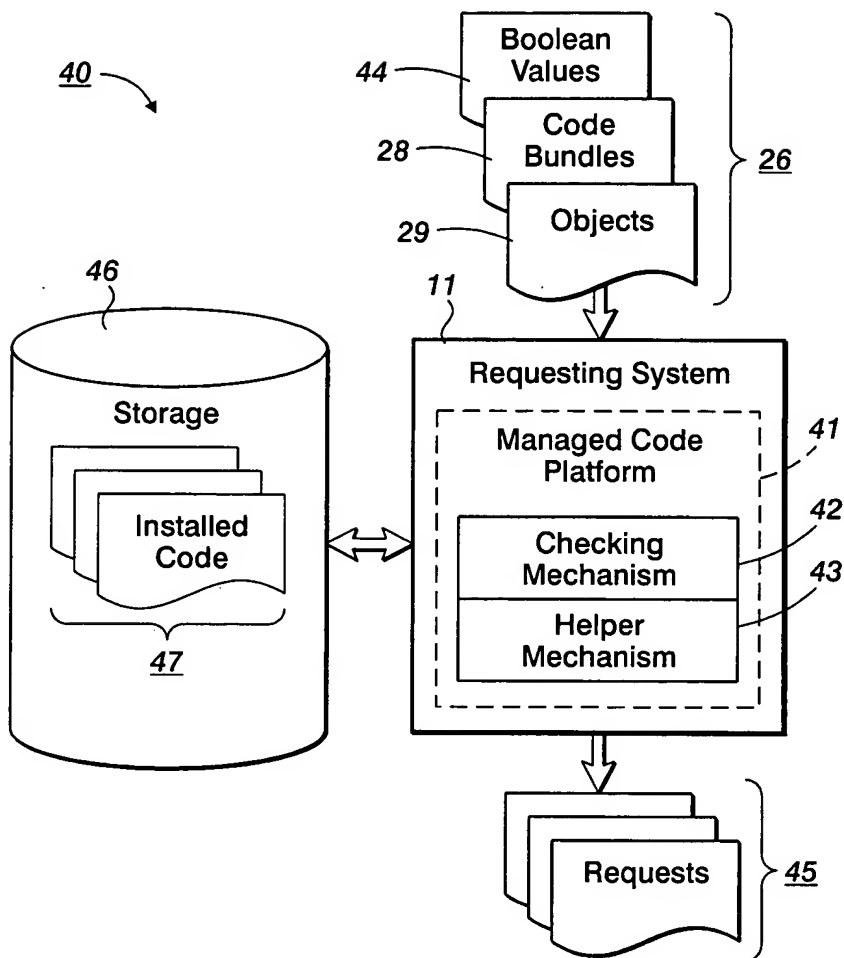 40
44
Boolean
Values
28
Code
Bundles
26
29
Objects
46
11
Storage
Requesting System
Managed Code
Platform
41
Installed
Code
42
Checking
Mechanism
43
Helper
Mechanism
47
Requests
45